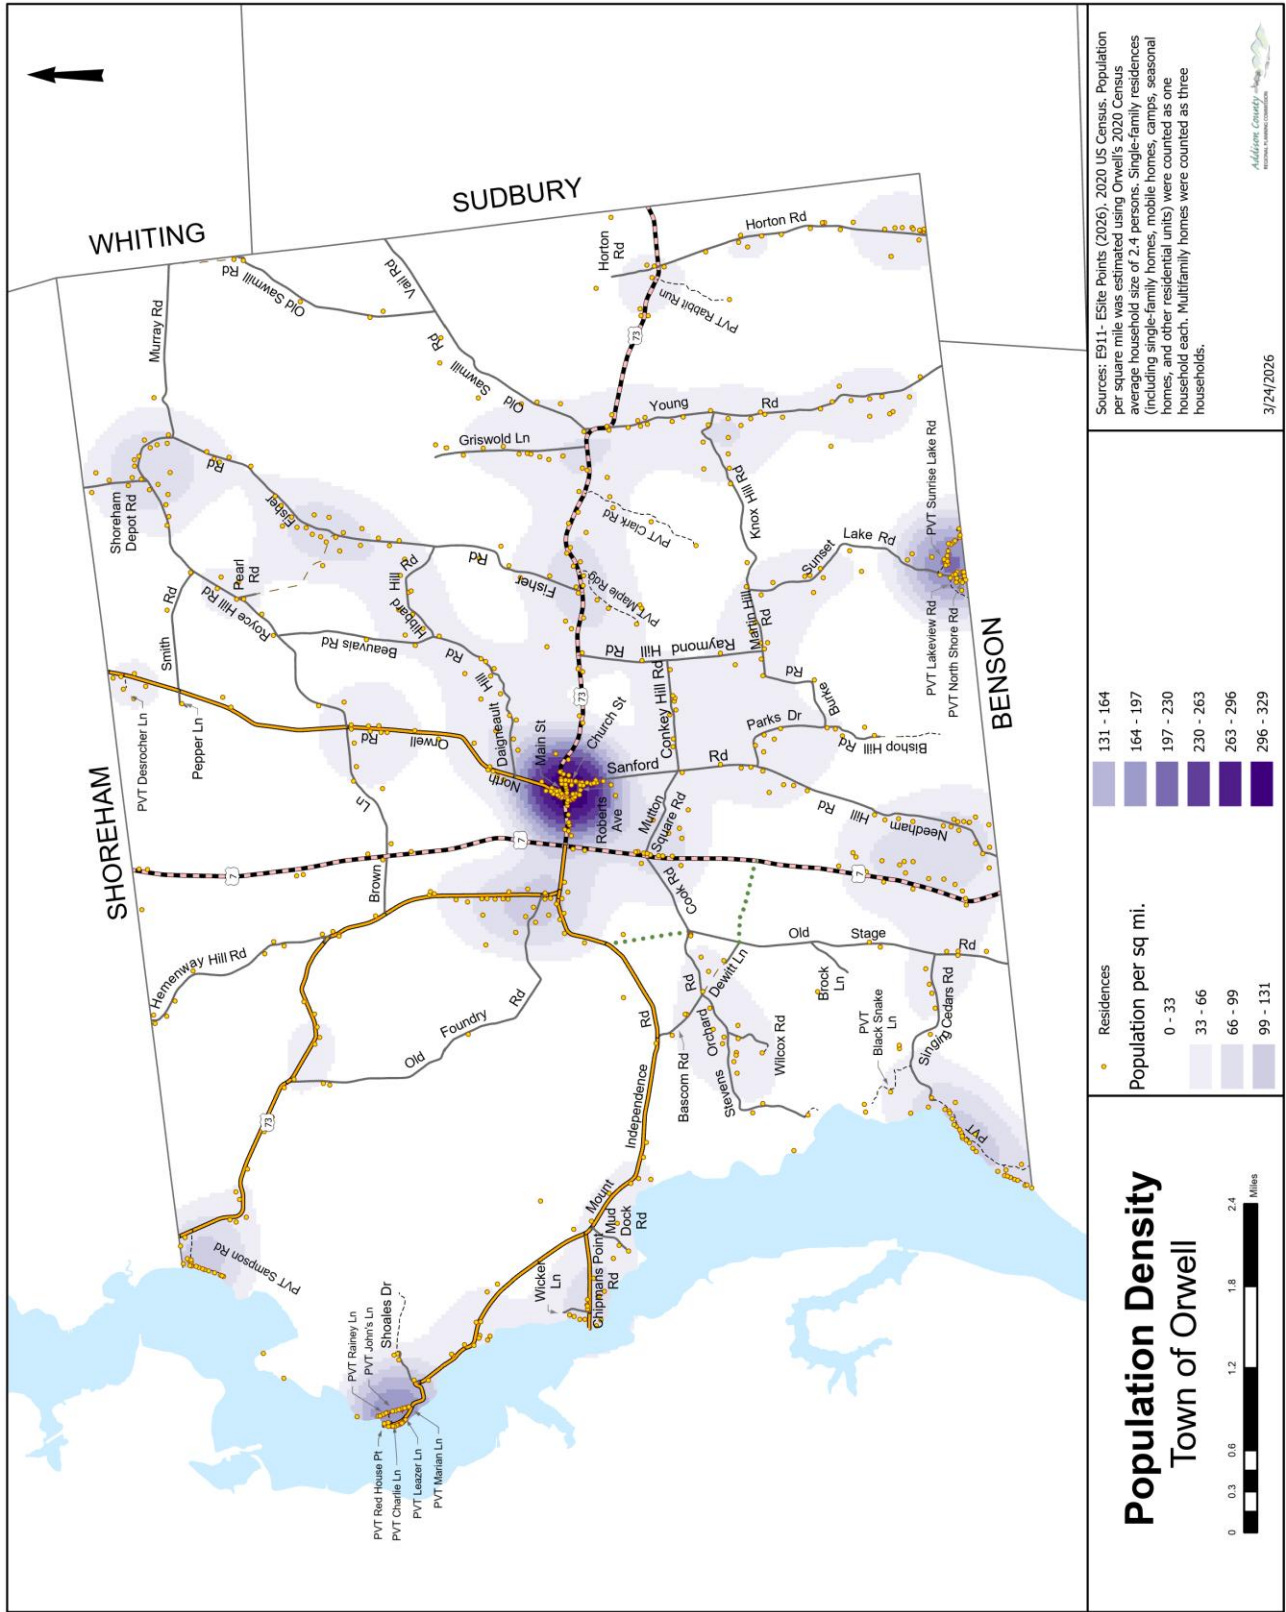 WHITING
SUDBURY
SHOREHAM
BENSON
Murray Rd
Old Sawmill
Rd
Vail Rd
Old
Sawmill
Rd
Horton
Rd
Horton Rd
PVT Rabbit Run
73
Young
Rd
Griswold Ln
Shoreham
Depot Rd
Rd
Fisher
Pearl
Rd
Royce Hill Rd
Smith
Rd
Hibbard
Hill
Rd
Fisher
Rd
PVT Clark Rd
PVT Maple Rdg
Knox Hill Rd
Sunset
Lake Rd
PVT Sunrise Lake Rd
PVT Lakeview Rd
PVT North Shore Rd
Martin Hill
Rd
Raymond
Hill
Rd
Beauvais Rd
Daigneault
Hill
Rd
PVT Desrocher Ln
Pepper Ln
North
Orwell
Rd
Main St
Church St
73
Conkey Hill Rd
Sanford
Rd
Parks Dr
Burke
Rd
Bishop Hill
Rd
Roberts
Ave
Mutton
Square Rd
Needham
Hill
Rd
7
7
Brown
Ln
Cook Rd
Hemenway Hill Rd
Old
Foundry
Rd
Old
Stage
Rd
Dewitt Ln
Brock
Ln
PVT
Black Snake
Ln
Singing Cedars Rd
PVT
Stevens
Orchard
Rd
Wilcox Rd
Bascom Rd
Mount
Independence
Rd
73
PVT Sampson Rd
Mud
Dock
Rd
Chipmans Point
Rd
Wicker
Ln
Shoales Dr
PVT Rainey Ln
PVT John's Ln
PVT Red House Pt
PVT Charlie Ln
PVT Leazer Ln
PVT Marian Ln
Population Density
Town of Orwell
0 0.3 0.6 1.2 1.8 2.4
Miles
Residences
Population per sq mi.
0 - 33
33 - 66
66 - 99
99 - 131
131 - 164
164 - 197
197 - 230
230 - 263
263 - 296
296 - 329
Sources: E911- ESite Points (2026). 2020 US Census. Population
per square mile was estimated using Orwell's 2020 Census
average household size of 2.4 persons. Single-family residences
(including single-family homes, mobile homes, camps, seasonal
homes, and other residential units) were counted as one
household each. Multifamily homes were counted as three
households.
3/24/2026
Addison County
REGIONAL PLANNING COMMISSION